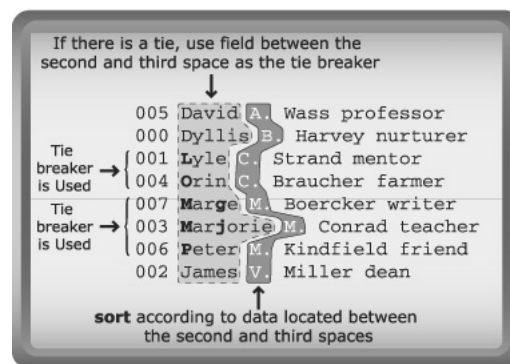 If there is a tie, use field between the
second and third space as the tie breaker
005 David A. Wass professor
000 Dyllis B. Harvey nurturer
Tie
breaker
is Used
001 Lyle C. Strand mentor
004 Orin C. Braucher farmer
Tie
breaker
is Used
007 Marge M. Boercker writer
003 Marjorie M. Conrad teacher
006 Peter M. Kindfield friend
002 James V. Miller dean
sort according to data located between
the second and third spaces